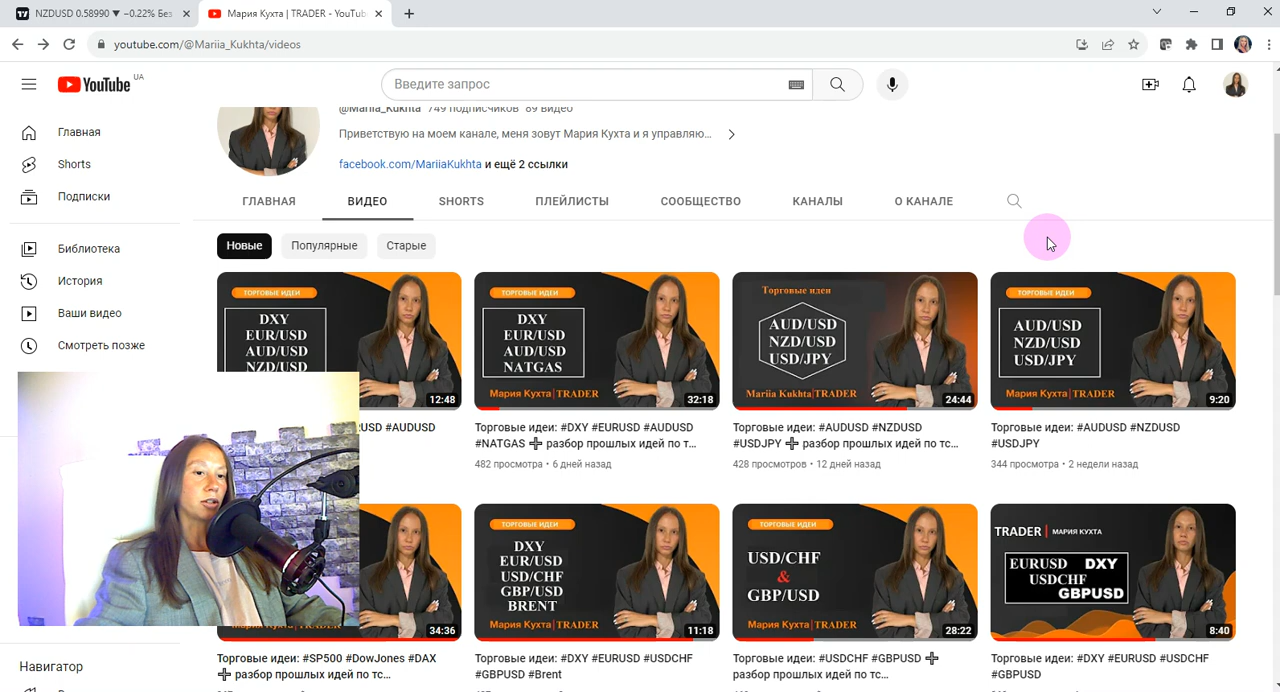 NZDUSD 0.58990 ▼ −0.22% Без
Мария Кухта | TRADER - YouTub
youtube.com/@Mariia_Kukhta/videos
YouTube UA
Введите запрос
@Mariia_Kukhta 749 подписчиков 89 видео
Приветствую на моем канале, меня зовут Мария Кухта и я управляю...
facebook.com/MariiaKukhta и ещё 2 ссылки
ГЛАВНАЯ ВИДЕО SHORTS ПЛЕЙЛИСТЫ СООБЩЕСТВО КАНАЛЫ О КАНАЛЕ
Новые Популярные Старые
Главная
Shorts
Подписки
Библиотека
История
Ваши видео
Смотреть позже
Навигатор
ТОРГОВЫЕ ИДЕИ
DXY
EUR/USD
AUD/USD
NZD/USD
12:48
USD #AUDUSD
ТОРГОВЫЕ ИДЕИ
DXY
EUR/USD
AUD/USD
NATGAS
Мария Кухта|TRADER
32:18
Торговые идеи: #DXY #EURUSD #AUDUSD
#NATGAS ➕ разбор прошлых идей по т...
482 просмотра • 6 дней назад
Торговые идеи
AUD/USD
NZD/USD
USD/JPY
Mariia Kukhta|TRADER
24:44
Торговые идеи: #AUDUSD #NZDUSD
#USDJPY ➕ разбор прошлых идей по тс...
428 просмотров • 12 дней назад
ТОРГОВЫЕ ИДЕИ
AUD/USD
NZD/USD
USD/JPY
Мария Кухта|TRADER
9:20
Торговые идеи: #AUDUSD #NZDUSD
#USDJPY
344 просмотра • 2 недели назад
34:36
Торговые идеи: #SP500 #DowJones #DAX
➕ разбор прошлых идей по тс...
ТОРГОВЫЕ ИДЕИ
DXY
EUR/USD
USD/CHF
GBP/USD
BRENT
Мария Кухта|TRADER
11:18
Торговые идеи: #DXY #EURUSD #USDCHF
#GBPUSD #Brent
ТОРГОВЫЕ ИДЕИ
USD/CHF
&
GBP/USD
Мария Кухта|TRADER
28:22
Торговые идеи: #USDCHF #GBPUSD ➕
разбор прошлых идей по тс...
TRADER | МАРИЯ КУХТА
EURUSD DXY
USDCHF
GBPUSD
8:40
Торговые идеи: #DXY #EURUSD #USDCHF
#GBPUSD